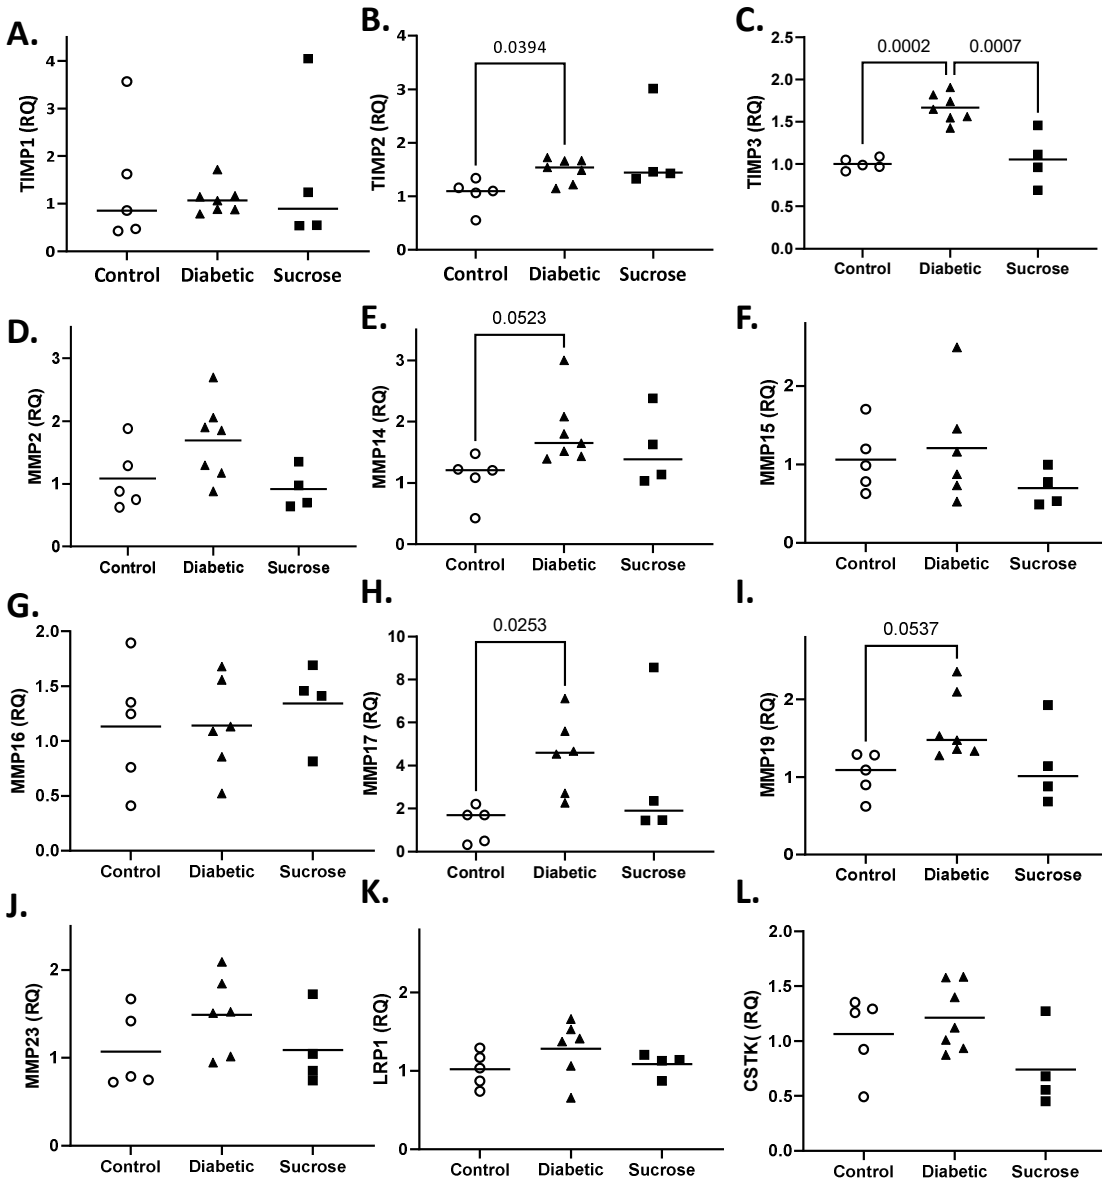 A.
TIMP1 (RQ)
4
3
2
1
0
Control Diabetic Sucrose
B.
TIMP2 (RQ)
4
3
2
1
0
0.0394
Control Diabetic Sucrose
C.
TIMP3 (RQ)
2.5
2.0
1.5
1.0
0.5
0.0
0.0002 0.0007
Control Diabetic Sucrose
D.
MMP2 (RQ)
3
2
1
0
Control Diabetic Sucrose
E.
MMP14 (RQ)
3
2
1
0
0.0523
Control Diabetic Sucrose
F.
MMP15 (RQ)
2
1
0
Control Diabetic Sucrose
G.
MMP16 (RQ)
2.0
1.5
1.0
0.5
0.0
Control Diabetic Sucrose
H.
MMP17 (RQ)
10
8
6
4
2
0
0.0253
Control Diabetic Sucrose
I.
MMP19 (RQ)
2
1
0
0.0537
Control Diabetic Sucrose
J.
MMP23 (RQ)
2
1
0
Control Diabetic Sucrose
K.
LRP1 (RQ)
2
1
0
Control Diabetic Sucrose
L.
CSTK( (RQ)
2.0
1.5
1.0
0.5
0.0
Control Diabetic Sucrose